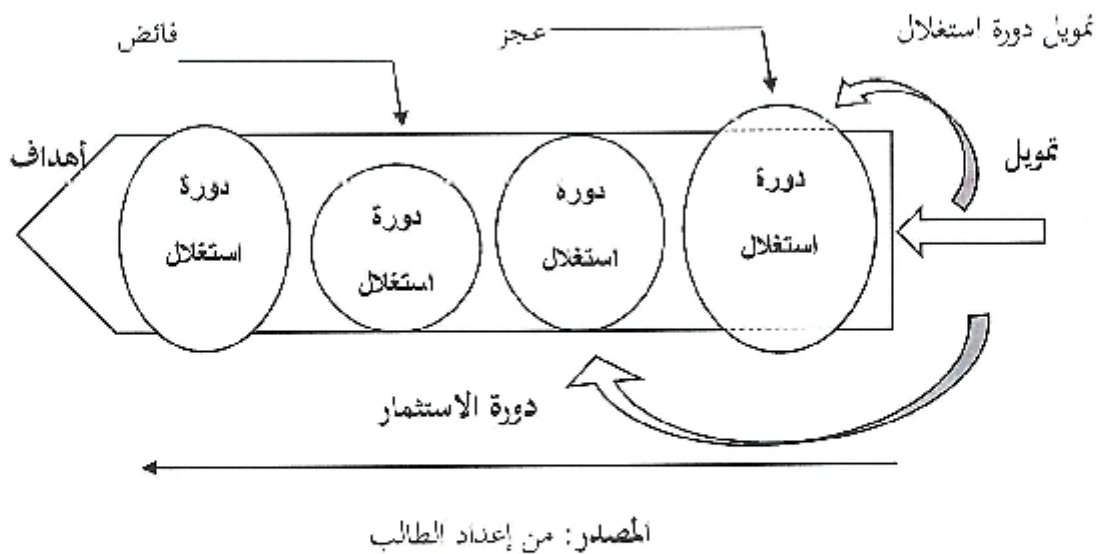 تمويل دورة استغلال
عجز
فائض
تمويل
أهداف
دورة
استغلال
دورة
استغلال
دورة
استغلال
دورة
استغلال
دورة الاستثمار
المصدر: من إعداد الطالب